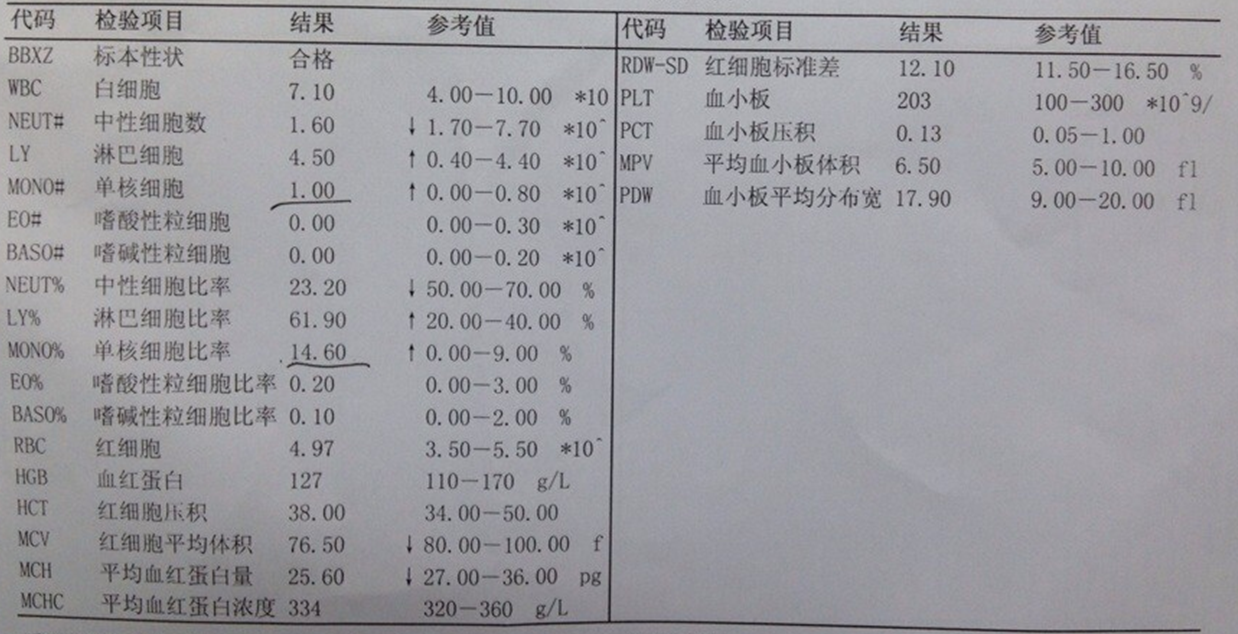 代码 检验项目 结果 参考值
BBXZ 标本性状 合格
WBC 白细胞 7.10 4.00-10.00 *10
NEUT# 中性细胞数 1.60 ↓ 1.70-7.70 *10^
LY 淋巴细胞 4.50 ↑ 0.40-4.40 *10^
MONO# 单核细胞 1.00 ↑ 0.00-0.80 *10^
EO# 嗜酸性粒细胞 0.00 0.00-0.30 *10^
BASO# 嗜碱性粒细胞 0.00 0.00-0.20 *10^
NEUT% 中性细胞比率 23.20 ↓ 50.00-70.00 %
LY% 淋巴细胞比率 61.90 ↑ 20.00-40.00 %
MONO% 单核细胞比率 14.60 ↑ 0.00-9.00 %
EO% 嗜酸性粒细胞比率 0.20 0.00-3.00 %
BASO% 嗜碱性粒细胞比率 0.10 0.00-2.00 %
RBC 红细胞 4.97 3.50-5.50 *10^
HGB 血红蛋白 127 110-170 g/L
HCT 红细胞压积 38.00 34.00-50.00
MCV 红细胞平均体积 76.50 ↓ 80.00-100.00 f
MCH 平均血红蛋白量 25.60 ↓ 27.00-36.00 pg
MCHC 平均血红蛋白浓度 334 320-360 g/L
代码 检验项目 结果 参考值
RDW-SD 红细胞标准差 12.10 11.50-16.50 %
PLT 血小板 203 100-300 *10^9/
PCT 血小板压积 0.13 0.05-1.00
MPV 平均血小板体积 6.50 5.00-10.00 fl
PDW 血小板平均分布宽 17.90 9.00-20.00 fl